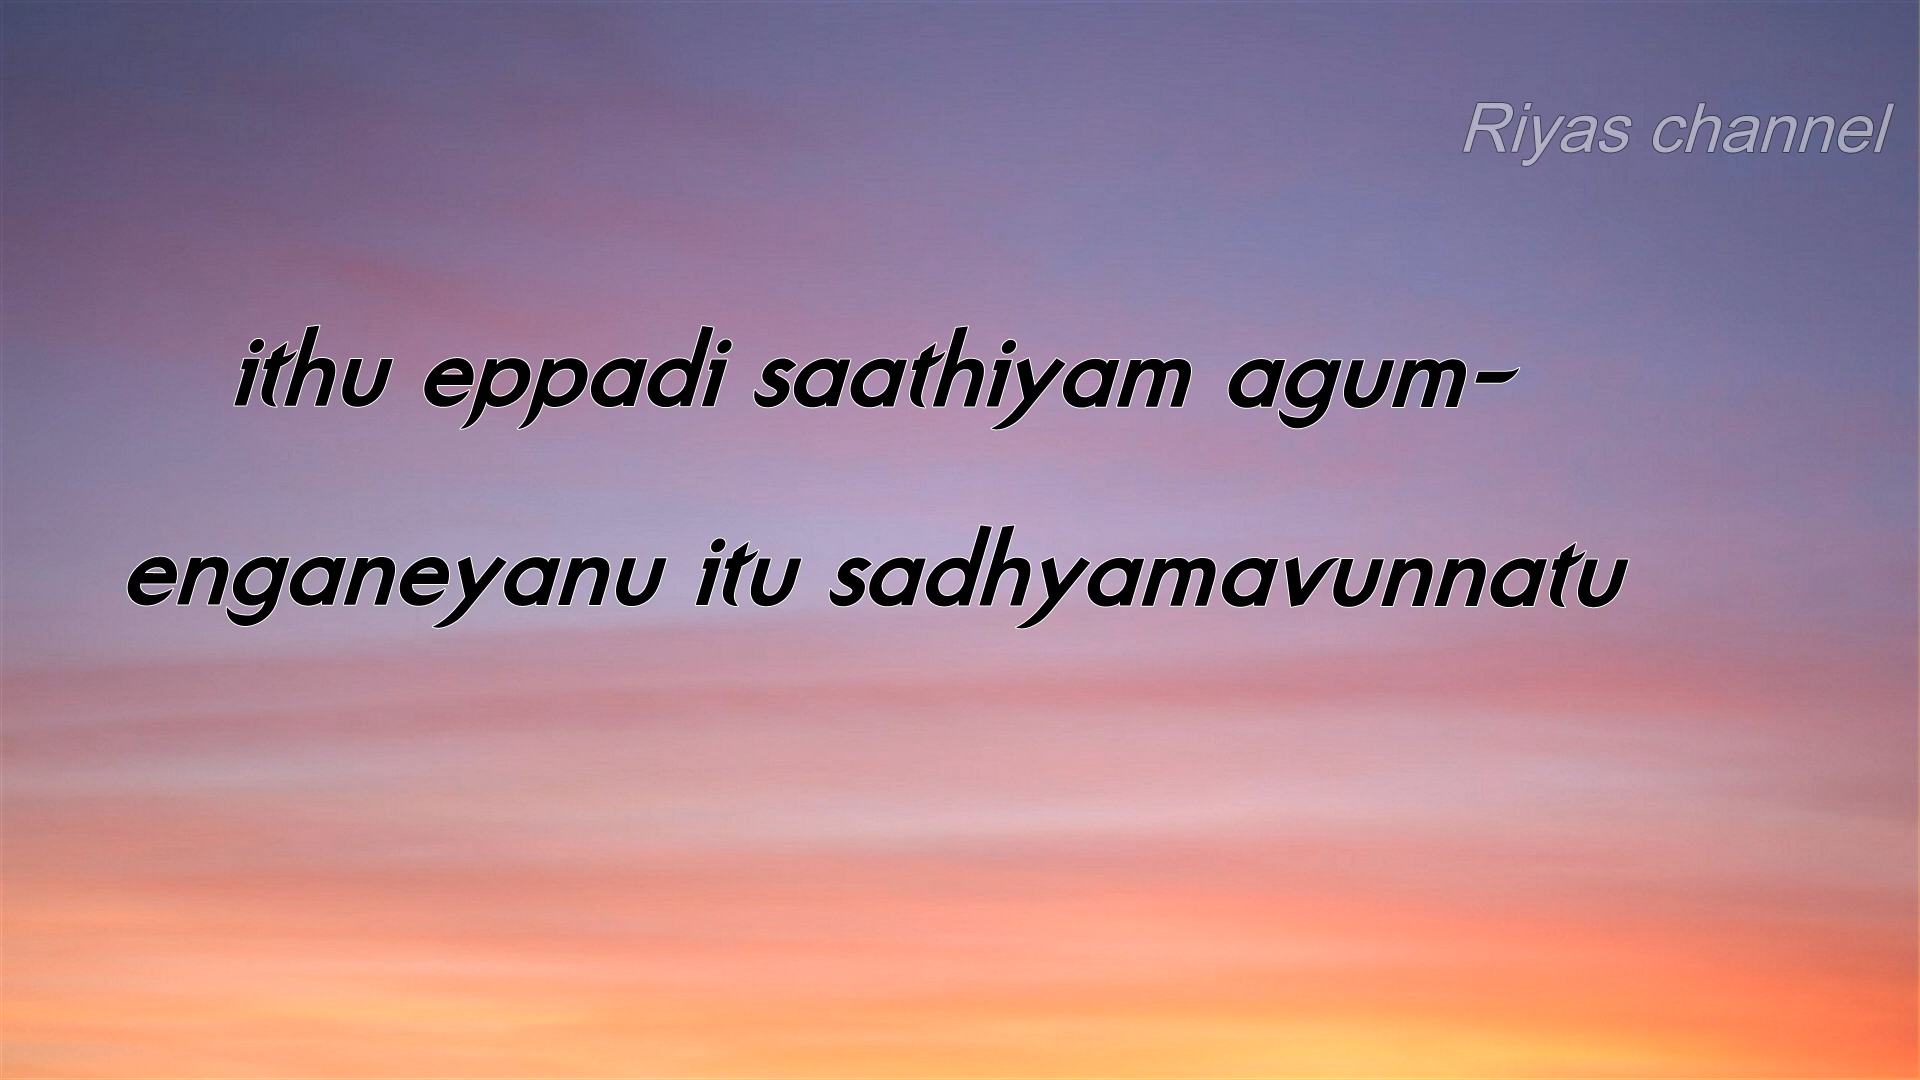 Riyas channel
ithu eppadi saathiyam agum-
enganeyanu itu sadhyamavunnatu